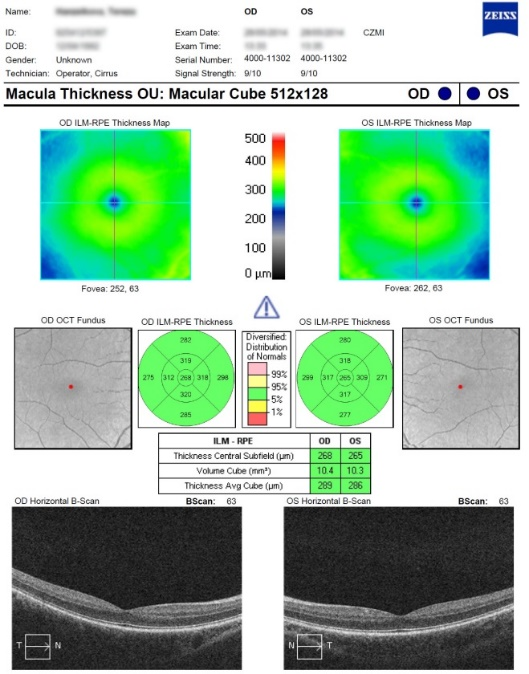 Name:
OD OS
ZEISS
ID:
Exam Date: CZMI
DOB:
Exam Time:
Gender: Unknown Serial Number: 4000-11302 4000-11302
Technician: Operator, Cirrus Signal Strength: 9/10 9/10
Macula Thickness OU: Macular Cube 512x128 OD OS
OD ILM-RPE Thickness Map OS ILM-RPE Thickness Map
500
400
300
200
100
0 µm
Fovea: 252, 63 Fovea: 262, 63
OD OCT Fundus OD ILM-RPE Thickness OS ILM-RPE Thickness OS OCT Fundus
Diversified: Distribution of Normals
99%
95%
5%
1%
282
319
275 312 268 318 298
320
285
280
318
299 317 265 309 271
317
277
ILM - RPE OD OS
Thickness Central Subfield (µm) 268 265
Volume Cube (mm³) 10.4 10.3
Thickness Avg Cube (µm) 289 286
OD Horizontal B-Scan BScan: 63 OS Horizontal B-Scan BScan: 63
T N N T